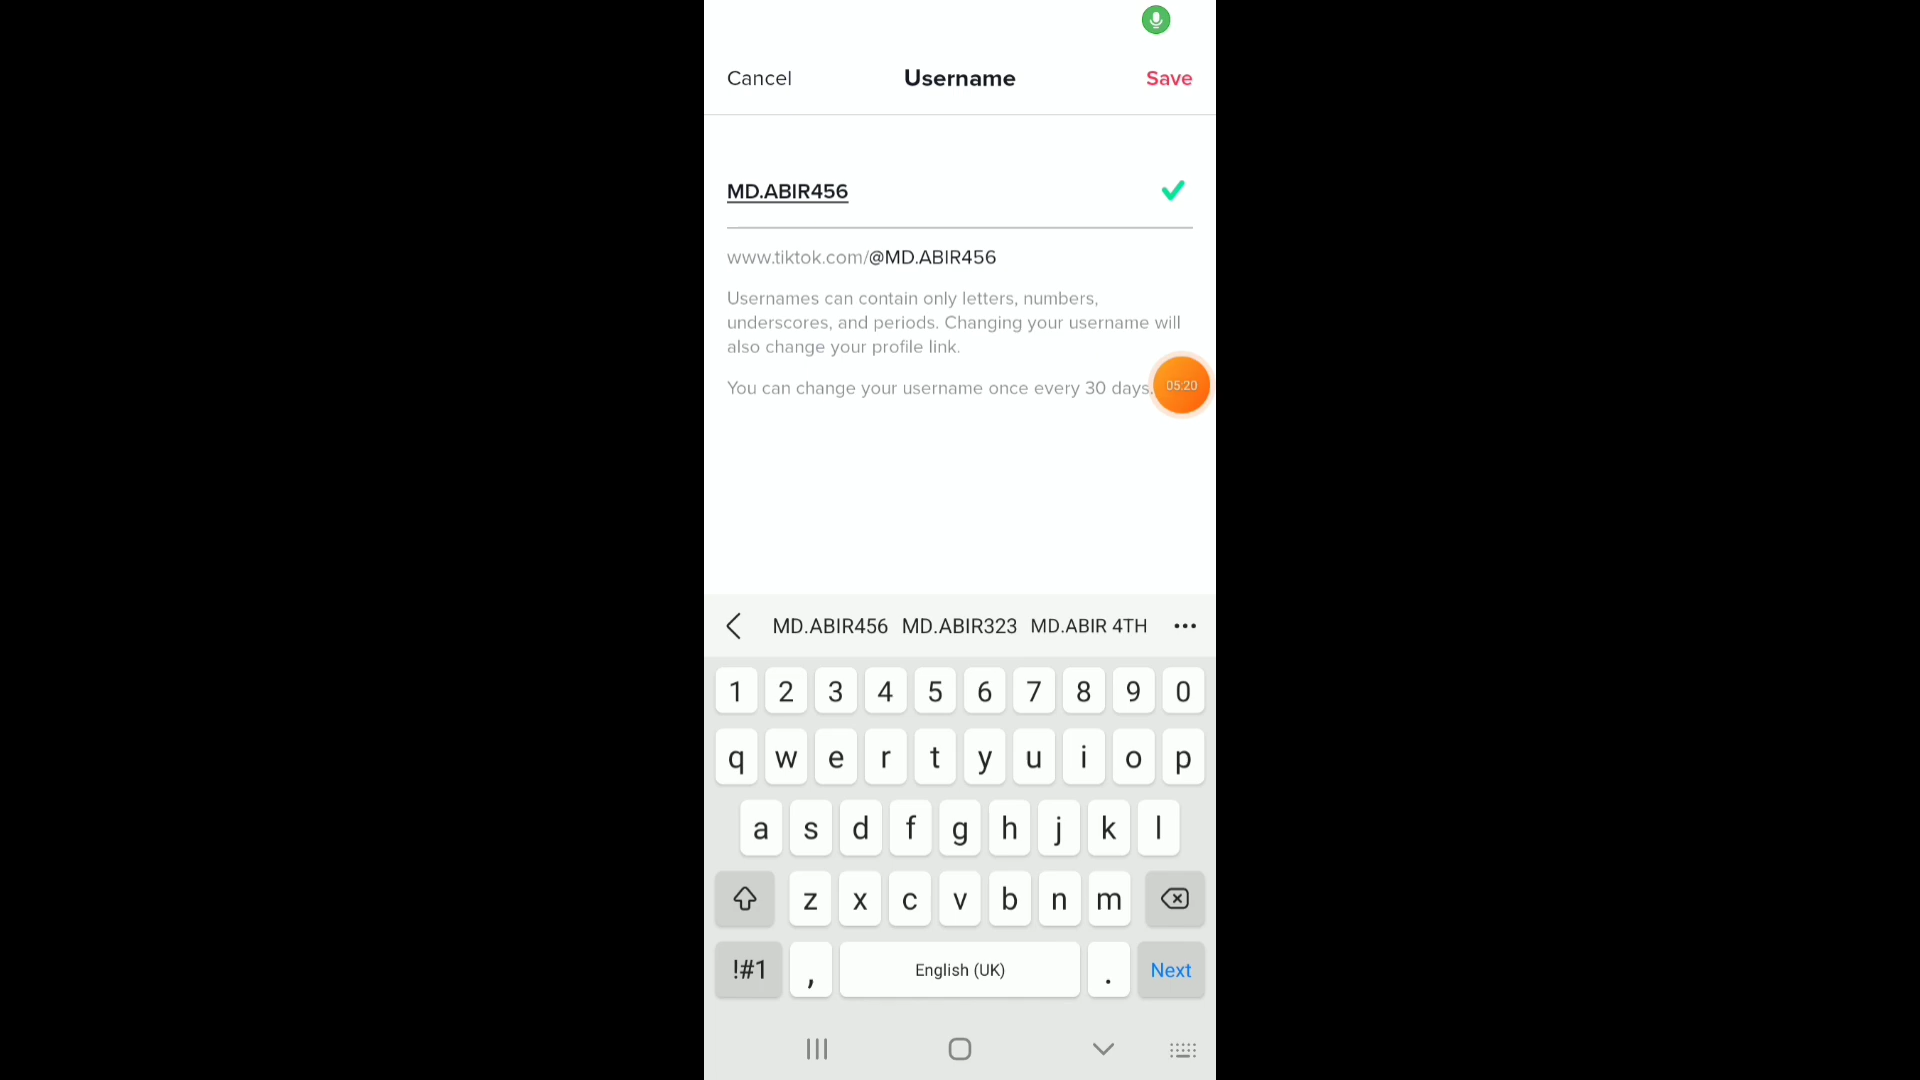 Cancel Username Save
MD.ABIR456
www.tiktok.com/@MD.ABIR456
Usernames can contain only letters, numbers,
underscores, and periods. Changing your username will
also change your profile link.
You can change your username once every 30 days.
05:20
MD.ABIR456 MD.ABIR323 MD.ABIR 4TH •••
1 2 3 4 5 6 7 8 9 0
q w e r t y u i o p
a s d f g h j k l
z x c v b n m
!#1 , English (UK) . Next